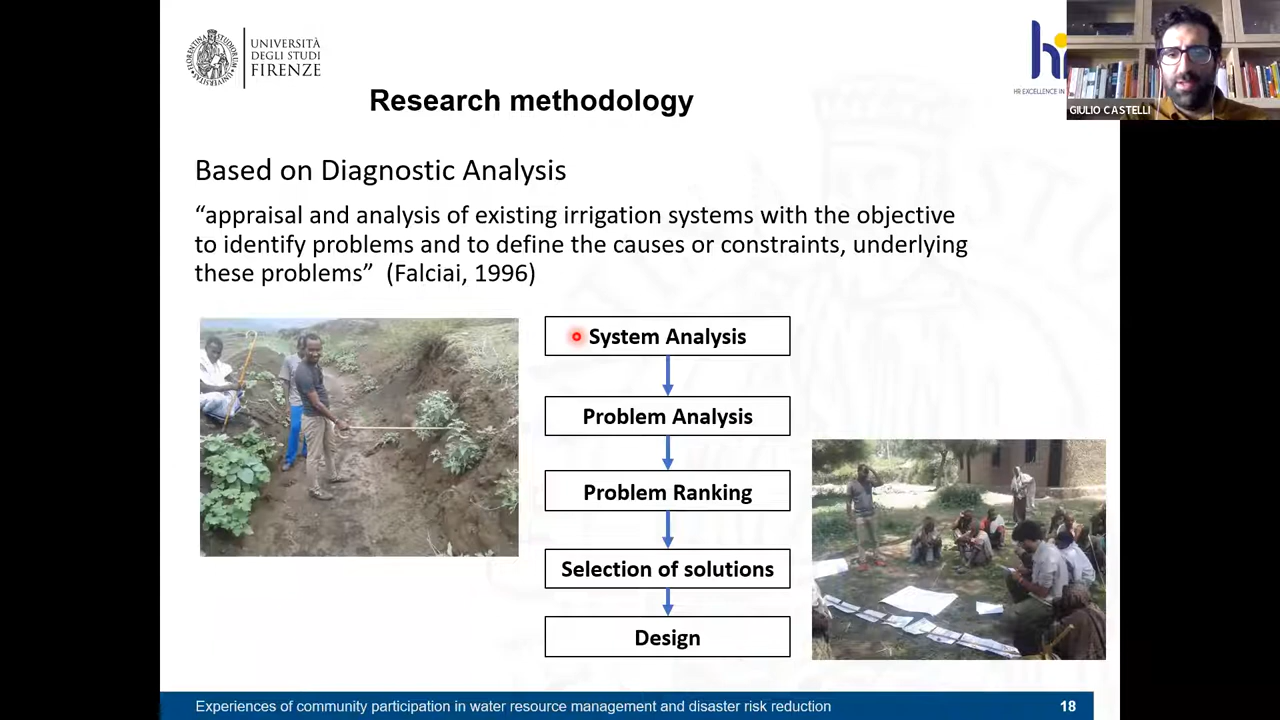 UNIVERSITÀ
DEGLI STUDI
FIRENZE
HR EXCELLENCE IN
GIULIO CASTELLI
Research methodology
Based on Diagnostic Analysis
“appraisal and analysis of existing irrigation systems with the objective
to identify problems and to define the causes or constraints, underlying
these problems” (Falciai, 1996)
System Analysis
Problem Analysis
Problem Ranking
Selection of solutions
Design
Experiences of community participation in water resource management and disaster risk reduction
18